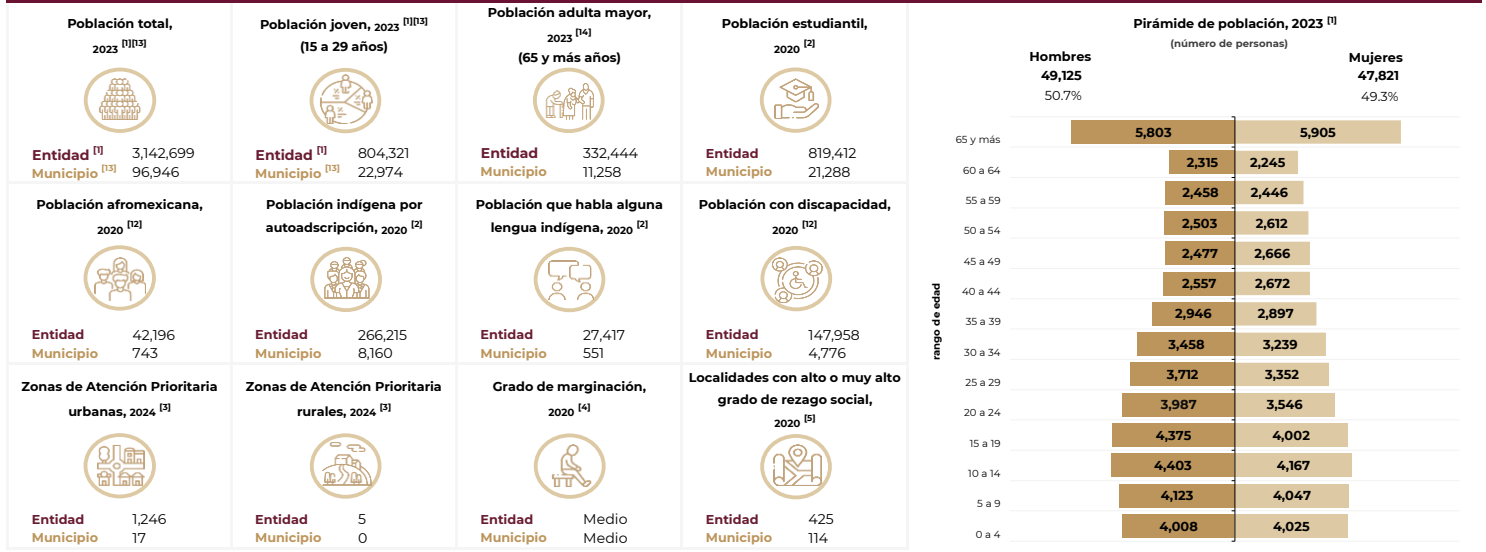 Población total,
2023 [1][13]
Entidad [1] 3,142,699
Municipio [13] 96,946
Población joven, 2023 [1][13]
(15 a 29 años)
Entidad [1] 804,321
Municipio [13] 22,974
Población adulta mayor,
2023 [14]
(65 y más años)
Entidad 332,444
Municipio 11,258
Población estudiantil,
2020 [2]
Entidad 819,412
Municipio 21,288
Población afromexicana,
2020 [12]
Entidad 42,196
Municipio 743
Población indígena por
autoadscripción, 2020 [2]
Entidad 266,215
Municipio 8,160
Población que habla alguna
lengua indígena, 2020 [2]
Entidad 27,417
Municipio 551
Población con discapacidad,
2020 [12]
Entidad 147,958
Municipio 4,776
Zonas de Atención Prioritaria
urbanas, 2024 [3]
Entidad 1,246
Municipio 17
Zonas de Atención Prioritaria
rurales, 2024 [3]
Entidad 5
Municipio 0
Grado de marginación,
2020 [4]
Entidad Medio
Municipio Medio
Localidades con alto o muy alto
grado de rezago social,
2020 [5]
Entidad 425
Municipio 114
Pirámide de población, 2023 [1]
(número de personas)
Hombres Mujeres
49,125 47,821
50.7% 49.3%
rango de edad
65 y más 5,803 5,905
60 a 64 2,315 2,245
55 a 59 2,458 2,446
50 a 54 2,503 2,612
45 a 49 2,477 2,666
40 a 44 2,557 2,672
35 a 39 2,946 2,897
30 a 34 3,458 3,239
25 a 29 3,712 3,352
20 a 24 3,987 3,546
15 a 19 4,375 4,002
10 a 14 4,403 4,167
5 a 9 4,123 4,047
0 a 4 4,008 4,025